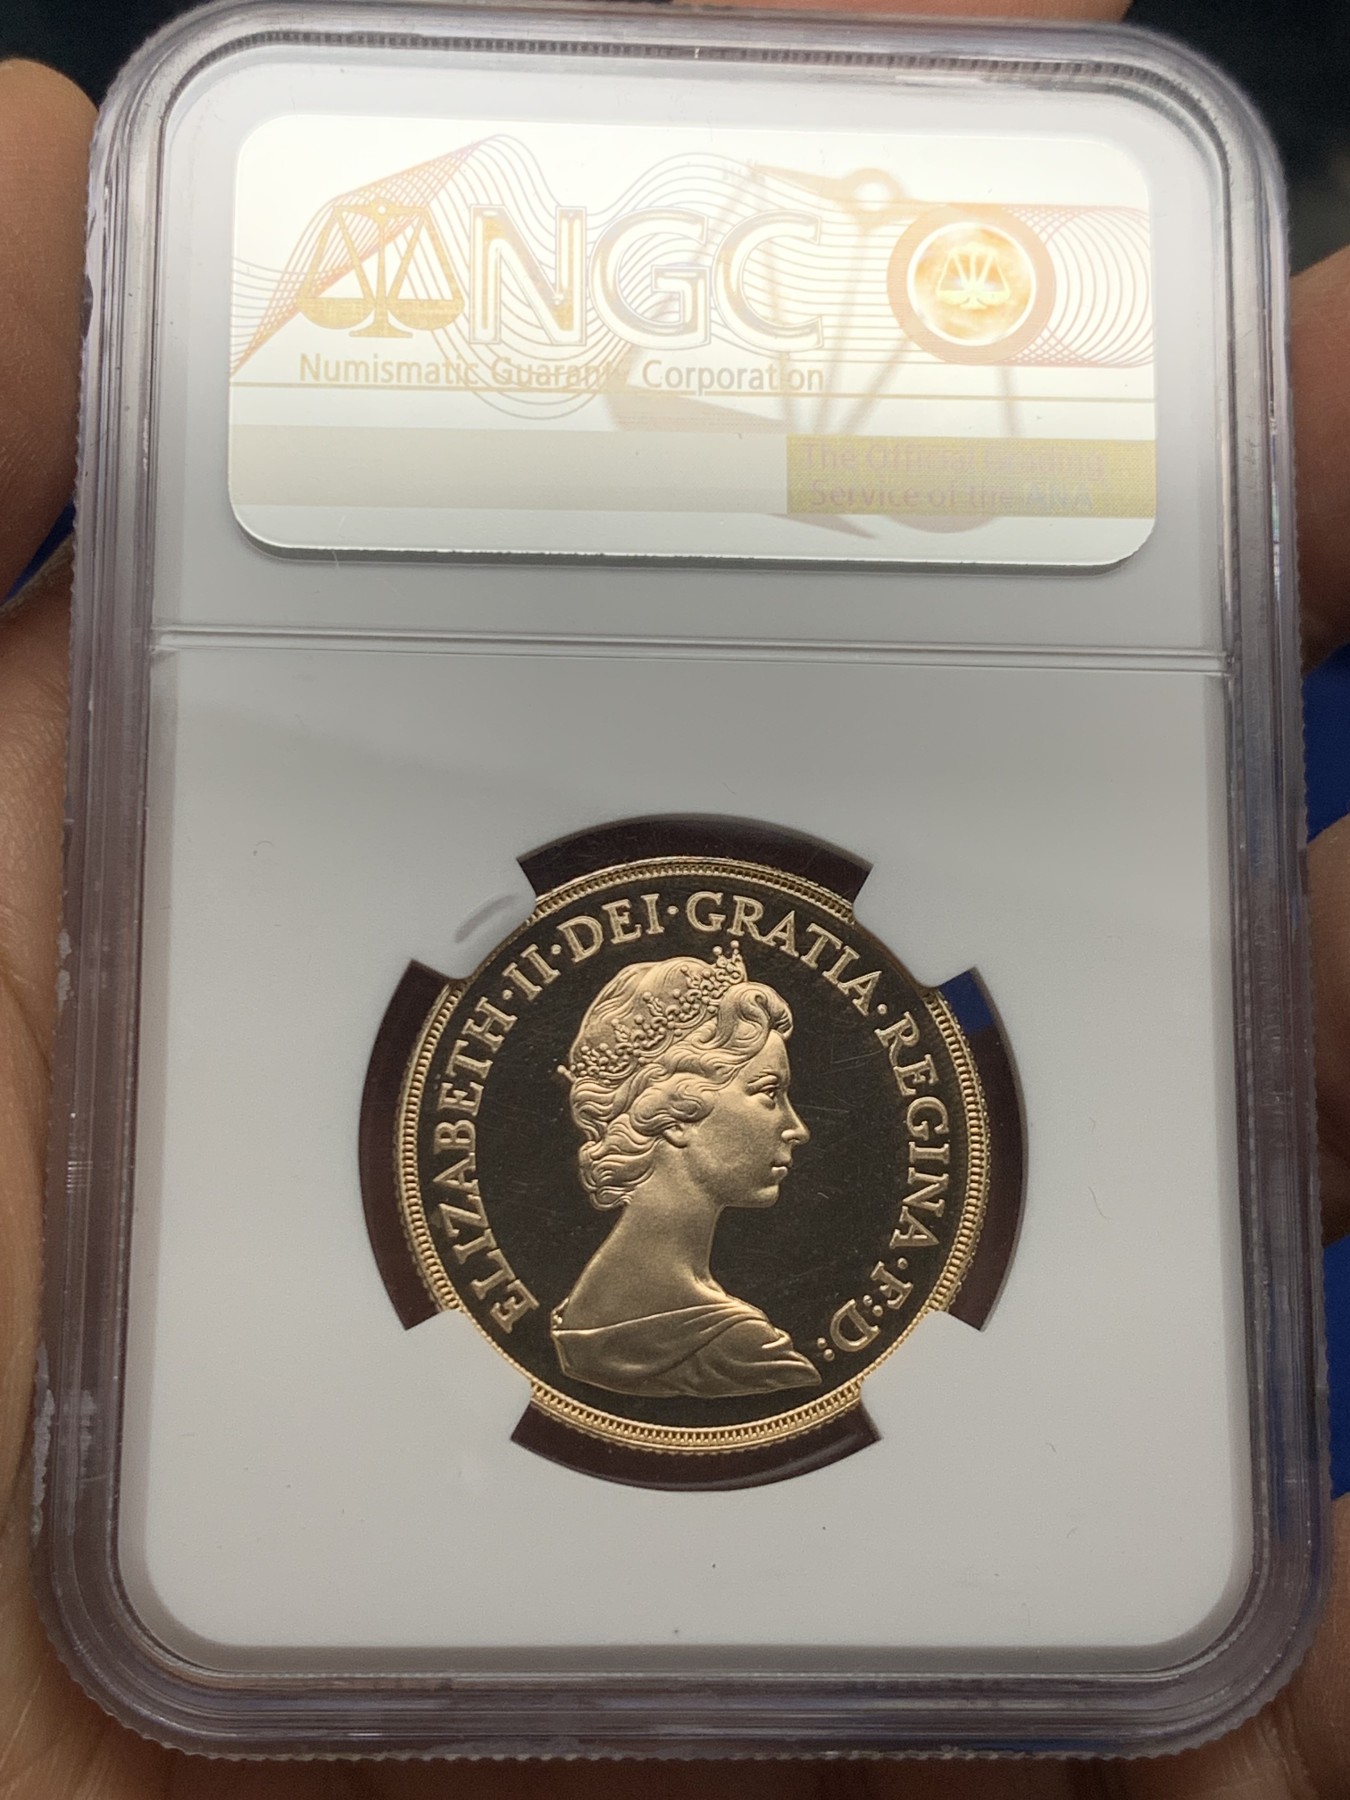 NGC
Numismatic Guaranty Corporation
The Official Grading
Service of the ANA
ELIZABETH·II·DEI·GRATIA·REGINA·F:D: